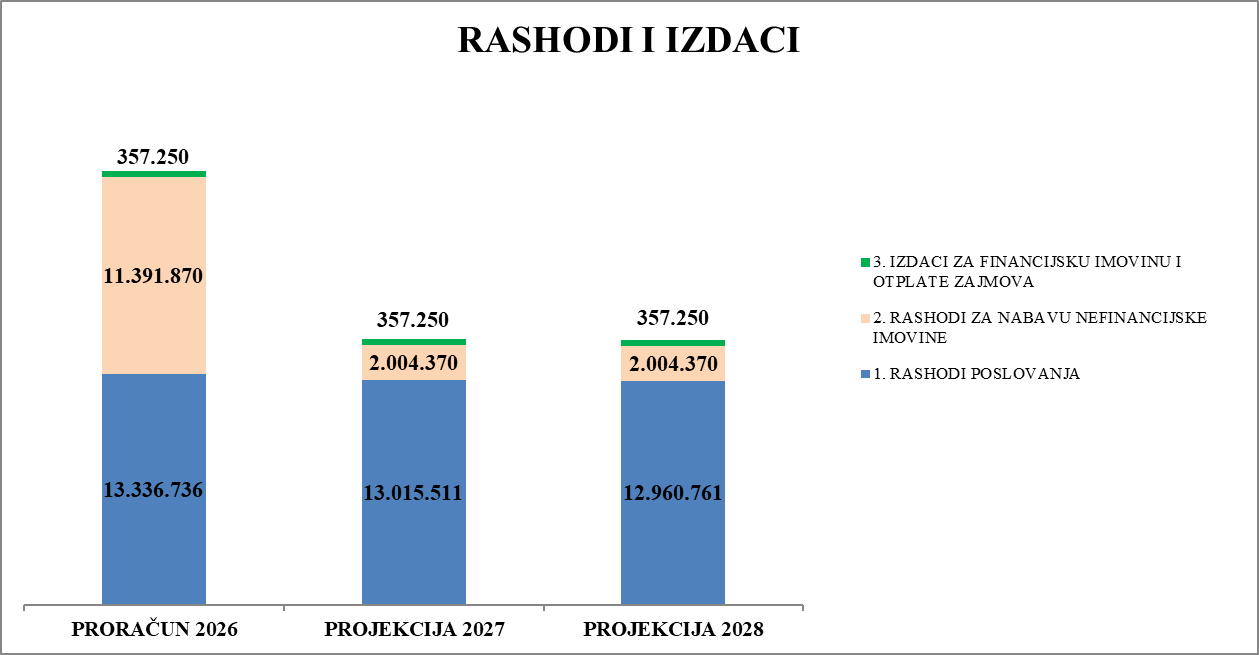 RASHODI I IZDACI
357.250
11.391.870
13.336.736
357.250
2.004.370
13.015.511
357.250
2.004.370
12.960.761
PRORAČUN 2026
PROJEKCIJA 2027
PROJEKCIJA 2028
3. IZDACI ZA FINANCIJSKU IMOVINU I
OTPLATE ZAJMOVA
2. RASHODI ZA NABAVU NEFINANCIJSKE
IMOVINE
1. RASHODI POSLOVANJA